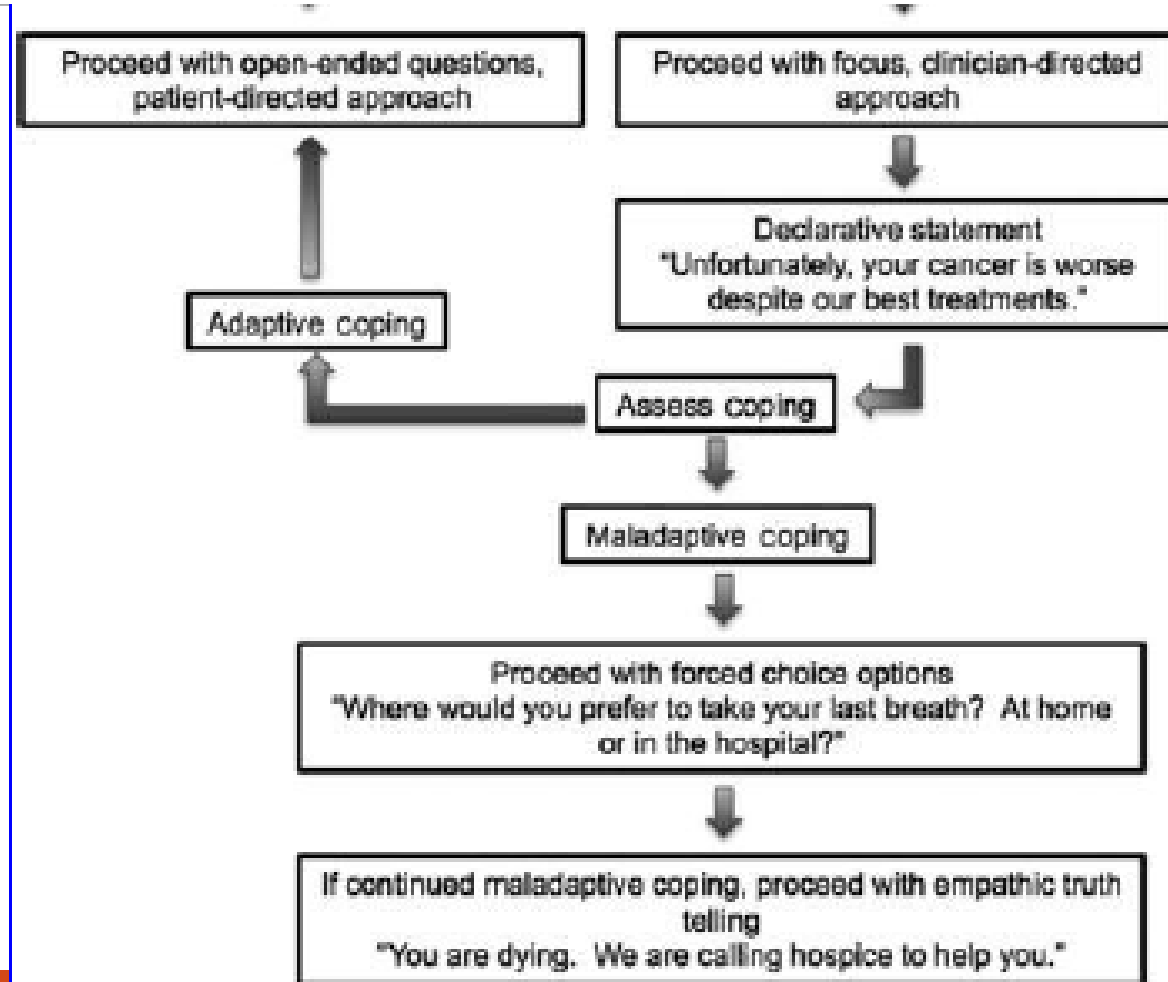 Proceed with open-ended questions,
patient-directed approach
Proceed with focus, clinician-directed
approach
Declarative statement
"Unfortunately, your cancer is worse
despite our best treatments."
Adaptive coping
Assess coping
Maladaptive coping
Proceed with forced choice options
"Where would you prefer to take your last breath? At home
or in the hospital?"
If continued maladaptive coping, proceed with empathic truth
telling
"You are dying. We are calling hospice to help you."